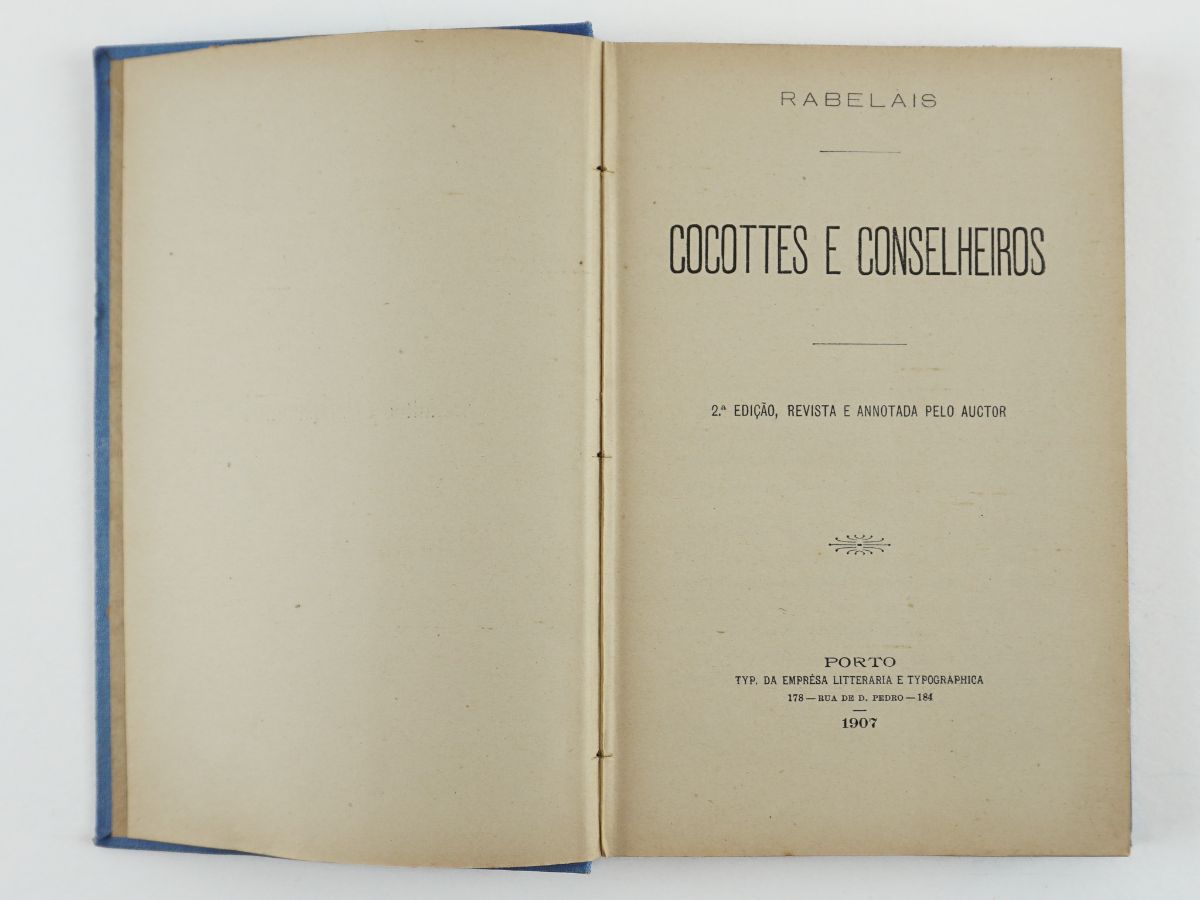 RABELAIS
COCOTTES E CONSELHEIROS
2.ª EDIÇÃO, REVISTA E ANNOTADA PELO AUCTOR
PORTO
TYP. DA EMPRÊSA LITTERARIA E TYPOGRAPHICA
178 — RUA DE D. PEDRO — 184
1907